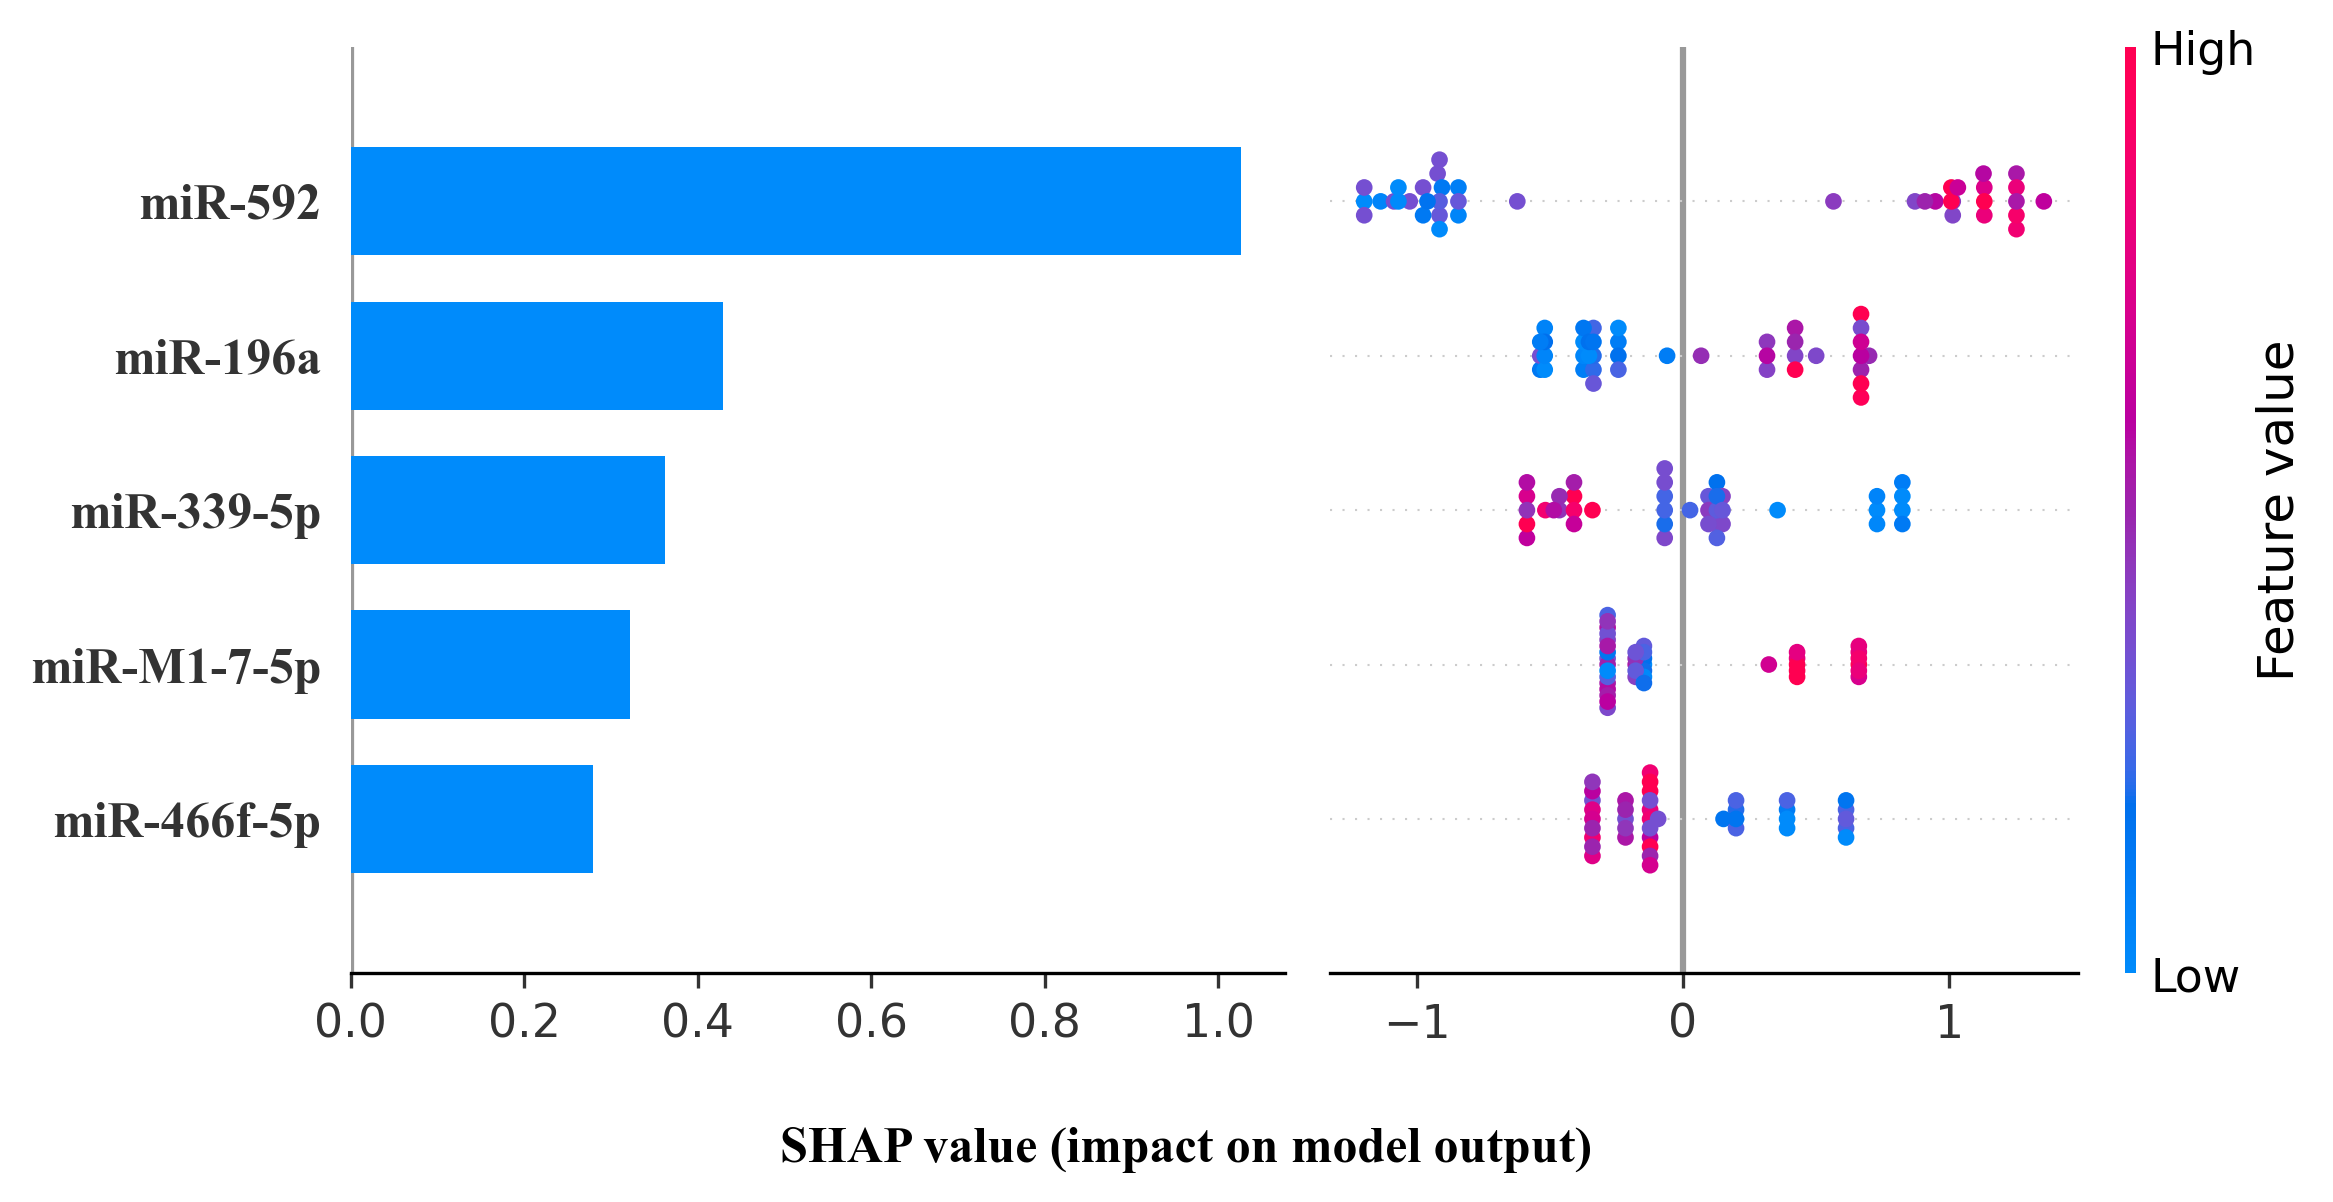 miR-592
miR-196a
miR-339-5p
miR-M1-7-5p
miR-466f-5p
0.0 0.2 0.4 0.6 0.8 1.0
−1 0 1
High
Low
Feature value
SHAP value (impact on model output)